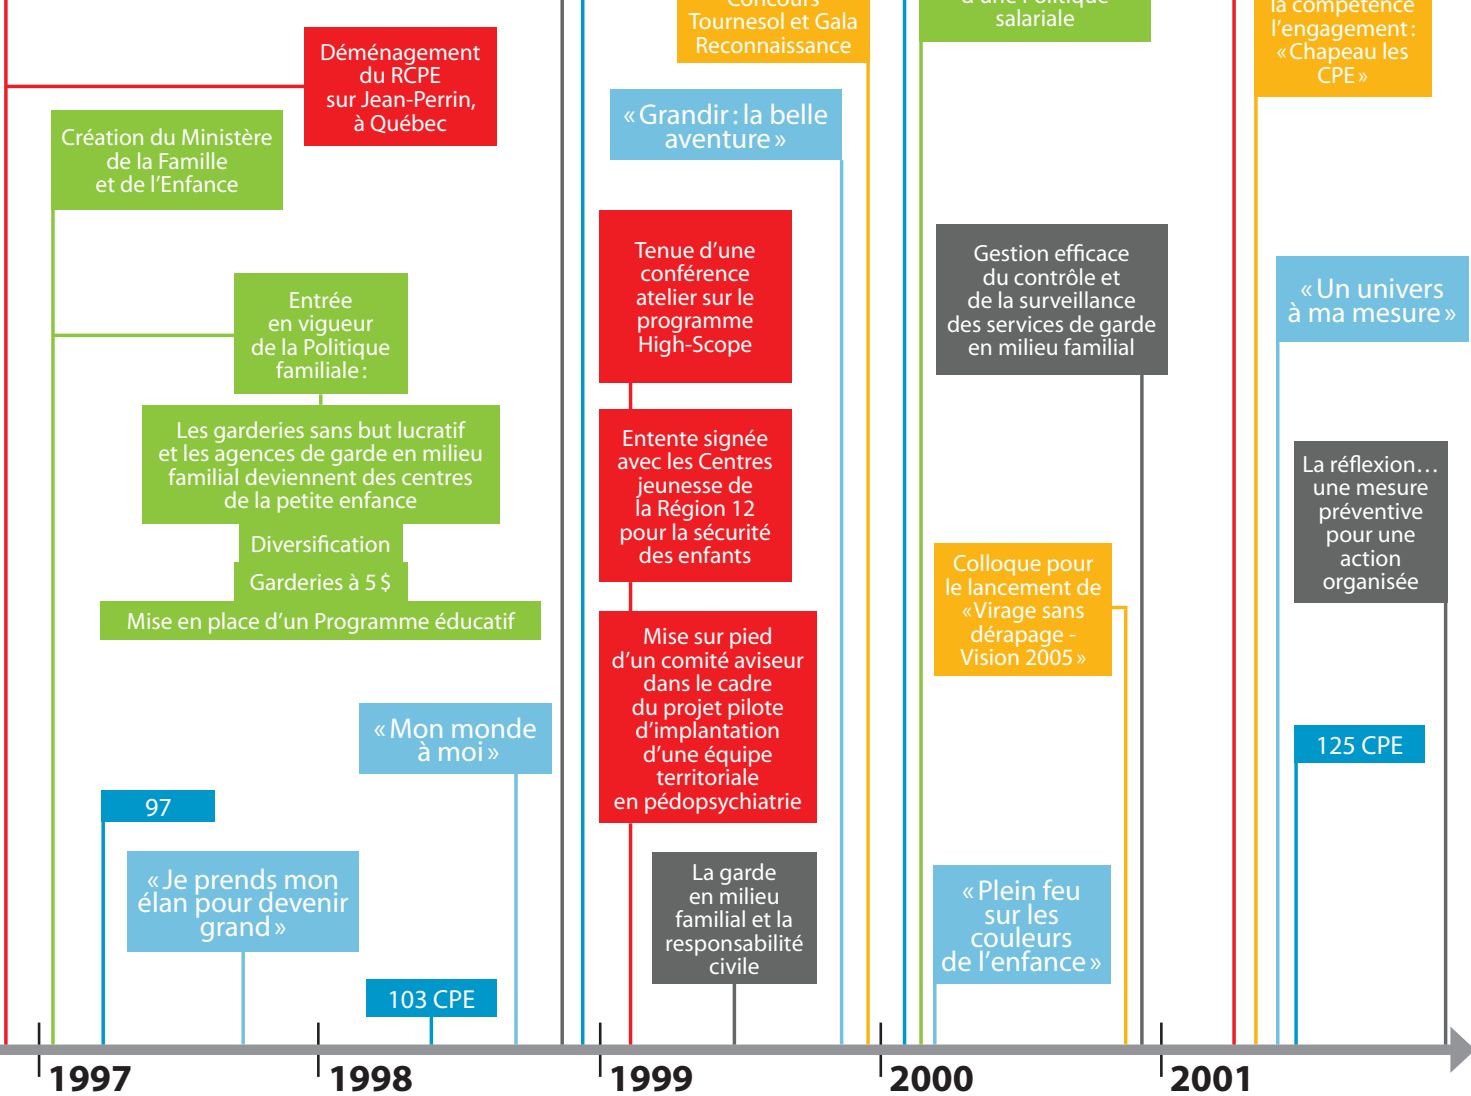 Déménagement
du RCPE
sur Jean-Perrin,
à Québec
Création du Ministère
de la Famille
et de l'Enfance
Entrée
en vigueur
de la Politique
familiale :
Les garderies sans but lucratif
et les agences de garde en milieu
familial deviennent des centres
de la petite enfance
Diversification
Garderies à 5 $
Mise en place d'un Programme éducatif
« Mon monde
à moi »
97
« Je prends mon
élan pour devenir
grand »
103 CPE
Concours
Tournesol et Gala
Reconnaissance
« Grandir : la belle
aventure »
Tenue d'une
conférence
atelier sur le
programme
High-Scope
Entente signée
avec les Centres
jeunesse de
la Région 12
pour la sécurité
des enfants
Mise sur pied
d'un comité aviseur
dans le cadre
du projet pilote
d'implantation
d'une équipe
territoriale
en pédopsychiatrie
La garde
en milieu
familial et la
responsabilité
civile
d'une Politique
salariale
Gestion efficace
du contrôle et
de la surveillance
des services de garde
en milieu familial
Colloque pour
le lancement de
« Virage sans
dérapage -
Vision 2005 »
« Plein feu
sur les
couleurs
de l'enfance »
la compétence
l'engagement :
« Chapeau les
CPE »
« Un univers
à ma mesure »
La réflexion…
une mesure
préventive
pour une
action
organisée
125 CPE
1997
1998
1999
2000
2001